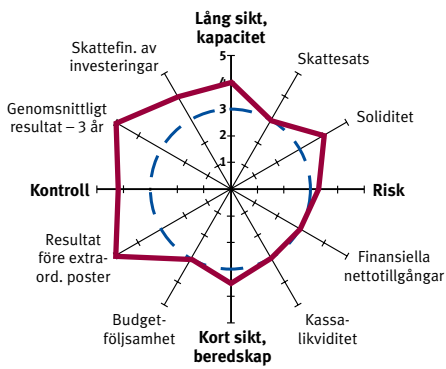 Lång sikt,
kapacitet
Skattefin. av
investeringar
Skattesats
Genomsnittligt
resultat – 3 år
Soliditet
5
4
3
2
1
Kontroll
Risk
Resultat
före extra-
ord. poster
Finansiella
nettotillgångar
Budget-
följsamhet
Kassa-
likviditet
Kort sikt,
beredskap